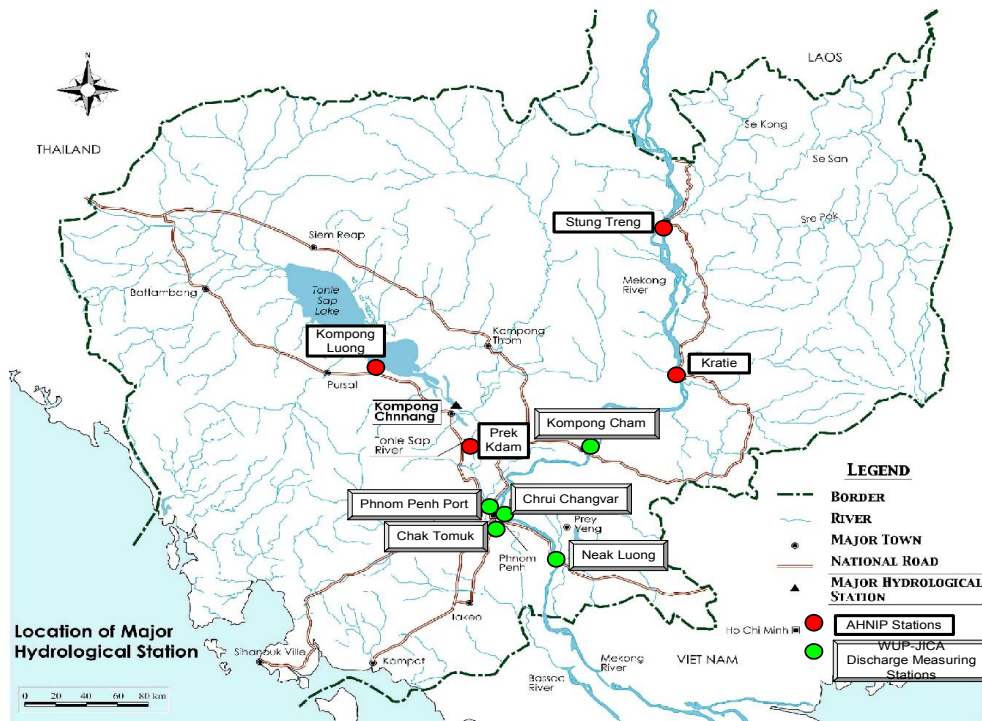 N
LAOS
THAILAND
Se Kong
Se San
Sre Pok
Stung Treng
Siem Reap
Mekong
River
Battambang
Tonle
Sap
Lake
Kompong
Luong
Kampong
Thom
Kratie
Pursat
Kompong
Chnnang
Kompong Cham
Tonle Sap
River
Prek
Kdam
LEGEND
Phnom Penh Port
Chrui Changvar
BORDER
Prey
Veng
RIVER
Chak Tomuk
MAJOR TOWN
Phnom
Penh
Neak Luong
NATIONAL ROAD
MAJOR HYDROLOGICAL
STATION
Takeo
AHNIP Stations
Location of Major
Hydrological Station
Ho Chi Minh
WUP-JICA
Discharge Measuring
Stations
Sihanouk Ville
Kampot
VIET NAM
Mekong
River
Bassac
River
0 20 40 60 80 km